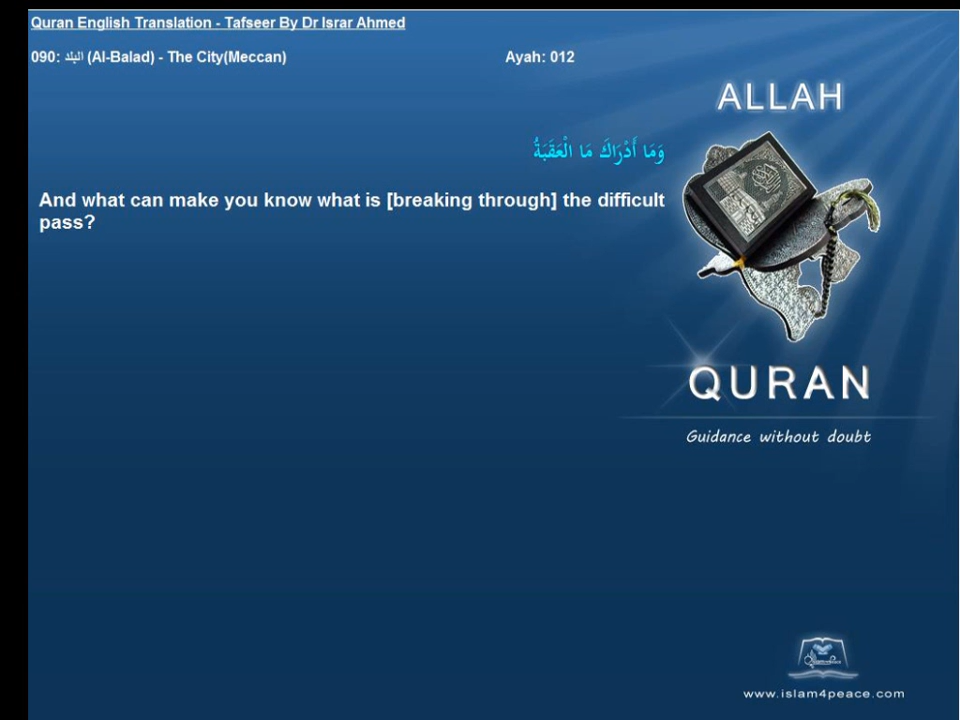 Quran English Translation - Tafseer By Dr Israr Ahmed
090: البلد (Al-Balad) - The City(Meccan) Ayah: 012
ALLAH
وَمَا أَدْرَاكَ مَا الْعَقَبَةُ
And what can make you know what is [breaking through] the difficult
pass?
QURAN
Guidance without doubt
www.islam4peace.com